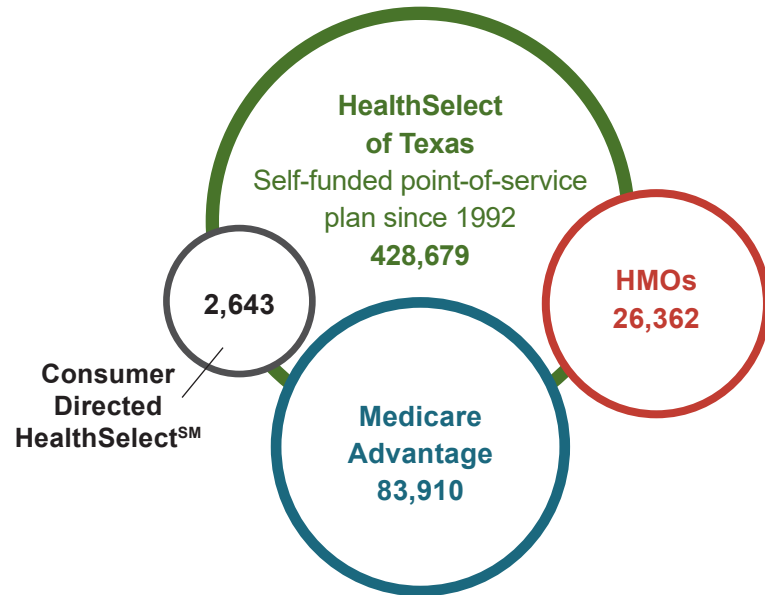 HealthSelect
of Texas
Self-funded point-of-service
plan since 1992
428,679
2,643
HMOs
26,362
Consumer
Directed
HealthSelect℠
Medicare
Advantage
83,910